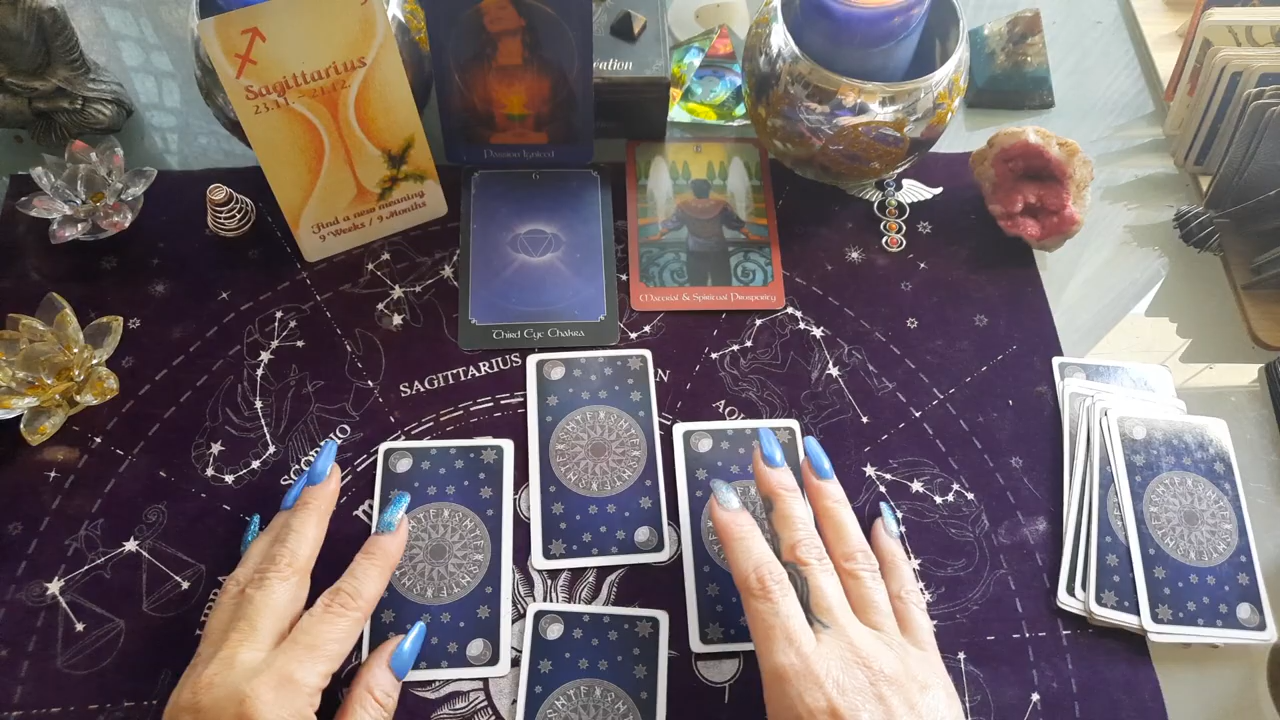 Sagittarius
23.11. - 21.12.
Find a new meaning
9 Weeks / 9 Months
Passion Ignited
6
Third Eye Chakra
Material & Spiritual Prosperity
SAGITTARIUS
SCORPIO